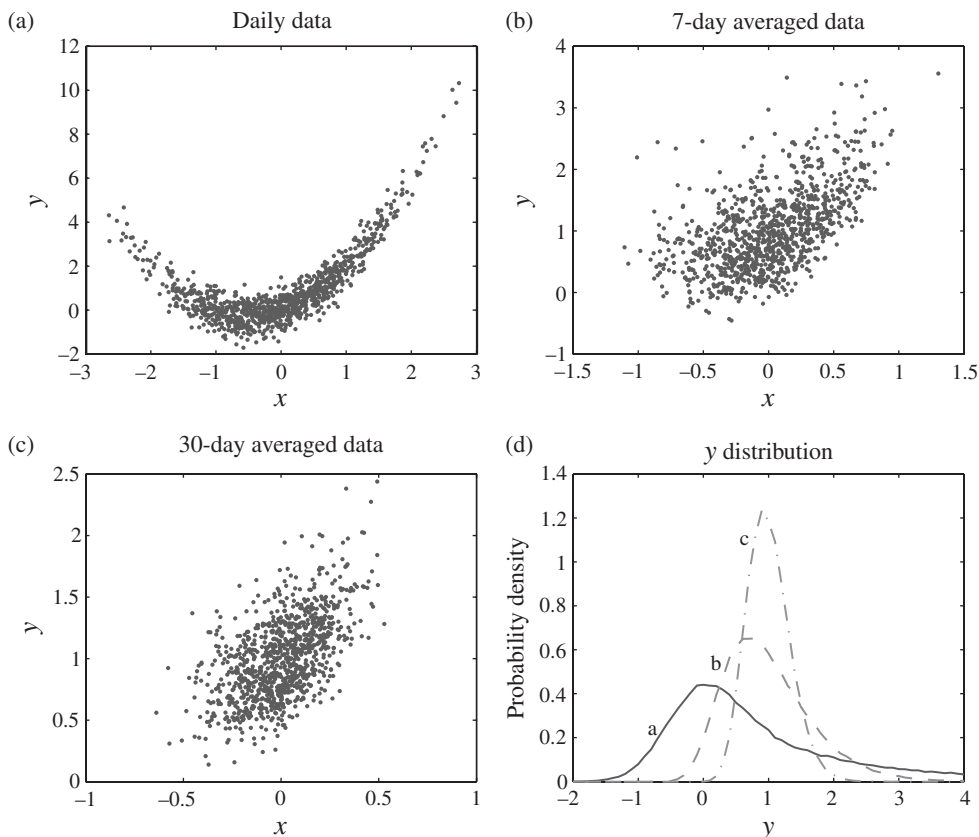 (a)
Daily data
12
10
8
6
4
2
0
−2
y
−3
−2
−1
0
1
2
3
x
(b)
7-day averaged data
4
3
2
1
0
−1
y
−1.5
−1
−0.5
0
0.5
1
1.5
x
(c)
30-day averaged data
2.5
2
1.5
1
0.5
0
y
−1
−0.5
0
0.5
1
x
(d)
y distribution
1.4
1.2
1
0.8
0.6
0.4
0.2
0
Probability density
c
b
a
−2
−1
0
1
2
3
4
y